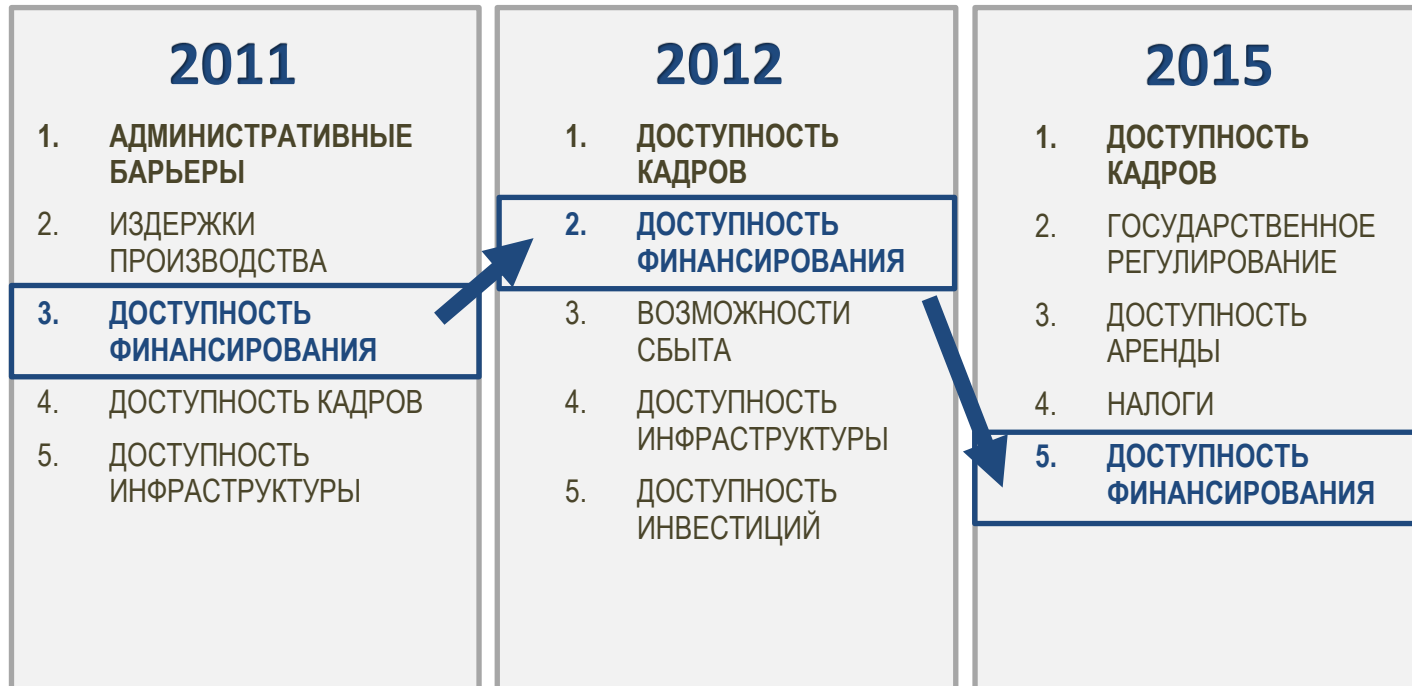 2011
1. АДМИНИСТРАТИВНЫЕ
БАРЬЕРЫ
2. ИЗДЕРЖКИ
ПРОИЗВОДСТВА
3. ДОСТУПНОСТЬ
ФИНАНСИРОВАНИЯ
4. ДОСТУПНОСТЬ КАДРОВ
5. ДОСТУПНОСТЬ
ИНФРАСТРУКТУРЫ
2012
1. ДОСТУПНОСТЬ
КАДРОВ
2. ДОСТУПНОСТЬ
ФИНАНСИРОВАНИЯ
3. ВОЗМОЖНОСТИ
СБЫТА
4. ДОСТУПНОСТЬ
ИНФРАСТРУКТУРЫ
5. ДОСТУПНОСТЬ
ИНВЕСТИЦИЙ
2015
1. ДОСТУПНОСТЬ
КАДРОВ
2. ГОСУДАРСТВЕННОЕ
РЕГУЛИРОВАНИЕ
3. ДОСТУПНОСТЬ
АРЕНДЫ
4. НАЛОГИ
5. ДОСТУПНОСТЬ
ФИНАНСИРОВАНИЯ